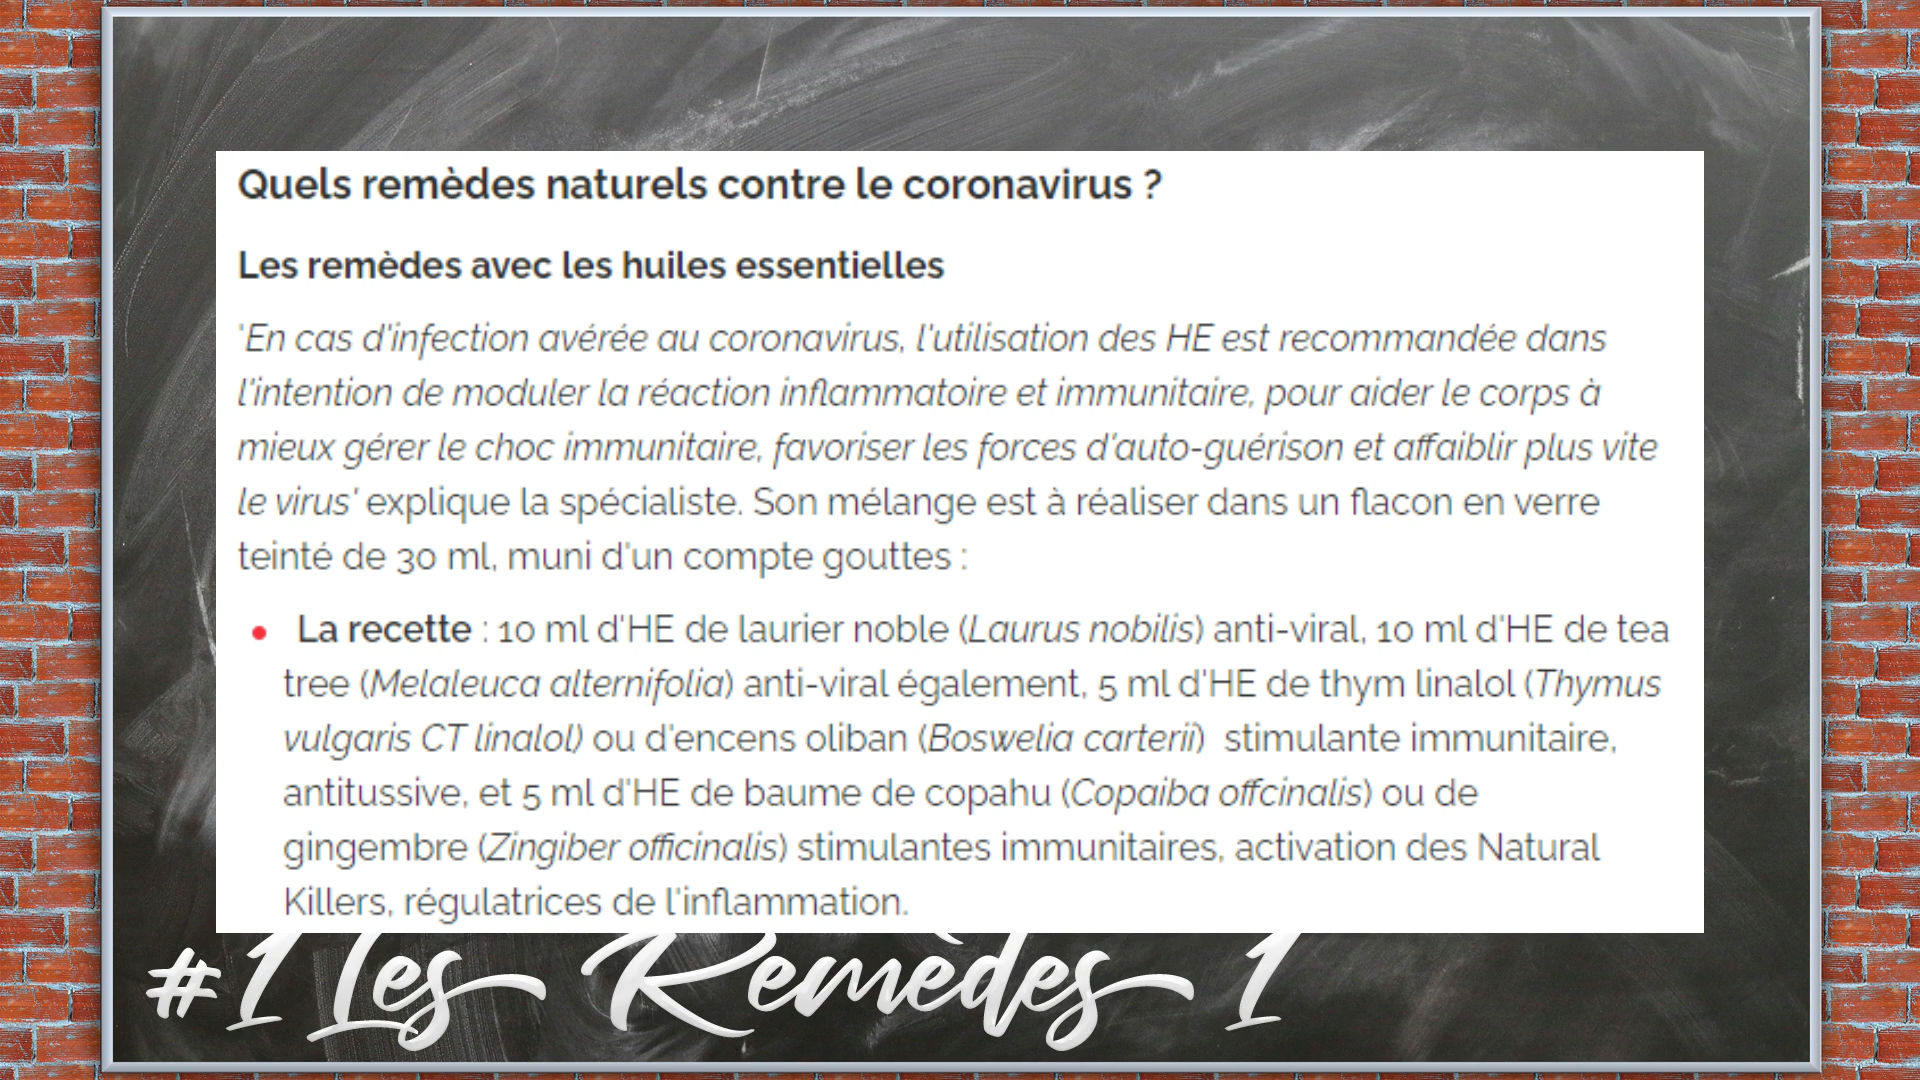 Quels remèdes naturels contre le coronavirus ?
Les remèdes avec les huiles essentielles
'En cas d'infection avérée au coronavirus, l'utilisation des HE est recommandée dans
l'intention de moduler la réaction inflammatoire et immunitaire, pour aider le corps à
mieux gérer le choc immunitaire, favoriser les forces d'auto-guérison et affaiblir plus vite
le virus' explique la spécialiste. Son mélange est à réaliser dans un flacon en verre
teinté de 30 ml, muni d'un compte gouttes :
• La recette : 10 ml d'HE de laurier noble (Laurus nobilis) anti-viral, 10 ml d'HE de tea
tree (Melaleuca alternifolia) anti-viral également, 5 ml d'HE de thym linalol (Thymus
vulgaris CT linalol) ou d'encens oliban (Boswelia carterii) stimulante immunitaire,
antitussive, et 5 ml d'HE de baume de copahu (Copaiba offcinalis) ou de
gingembre (Zingiber officinalis) stimulantes immunitaires, activation des Natural
Killers, régulatrices de l'inflammation.
#1 Les Remèdes 1